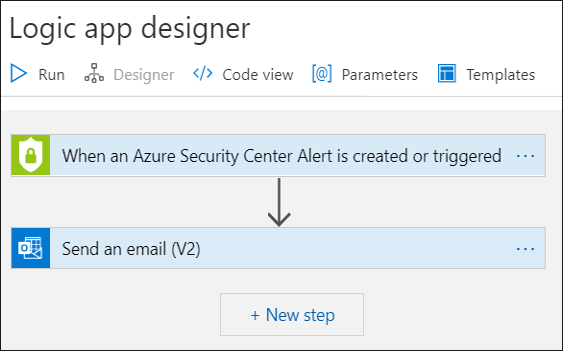 Logic app designer
Run Designer Code view Parameters Templates
When an Azure Security Center Alert is created or triggered
Send an email (V2)
+ New step